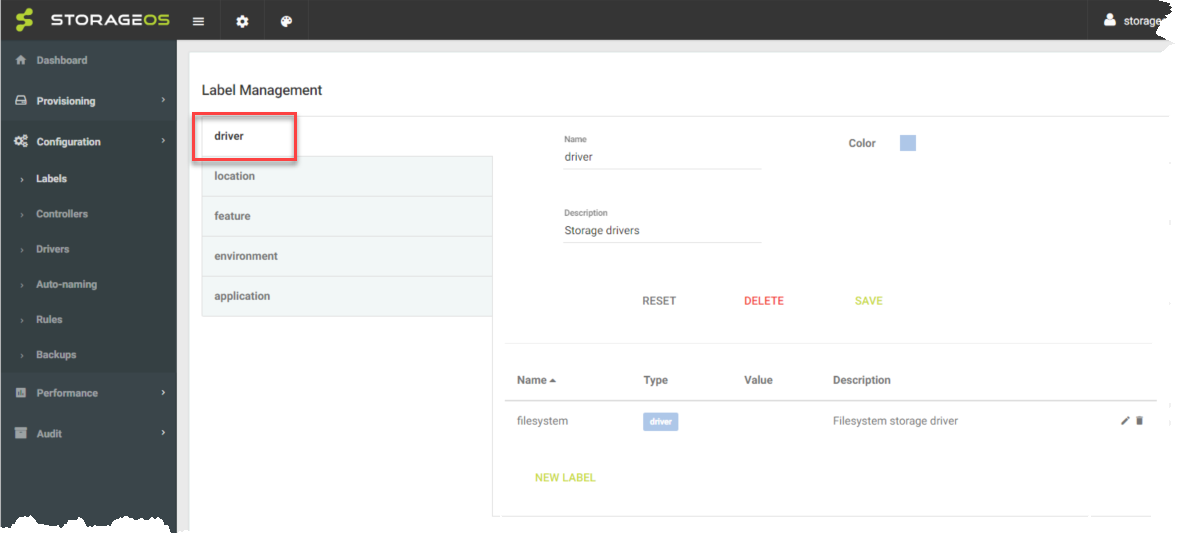 STORAGEOS
storage
Dashboard
Provisioning
Configuration
Labels
Controllers
Drivers
Auto-naming
Rules
Backups
Performance
Audit
Label Management
driver
location
feature
environment
application
Name
driver
Color
Description
Storage drivers
RESET DELETE SAVE
Name Type Value Description
filesystem driver Filesystem storage driver
NEW LABEL